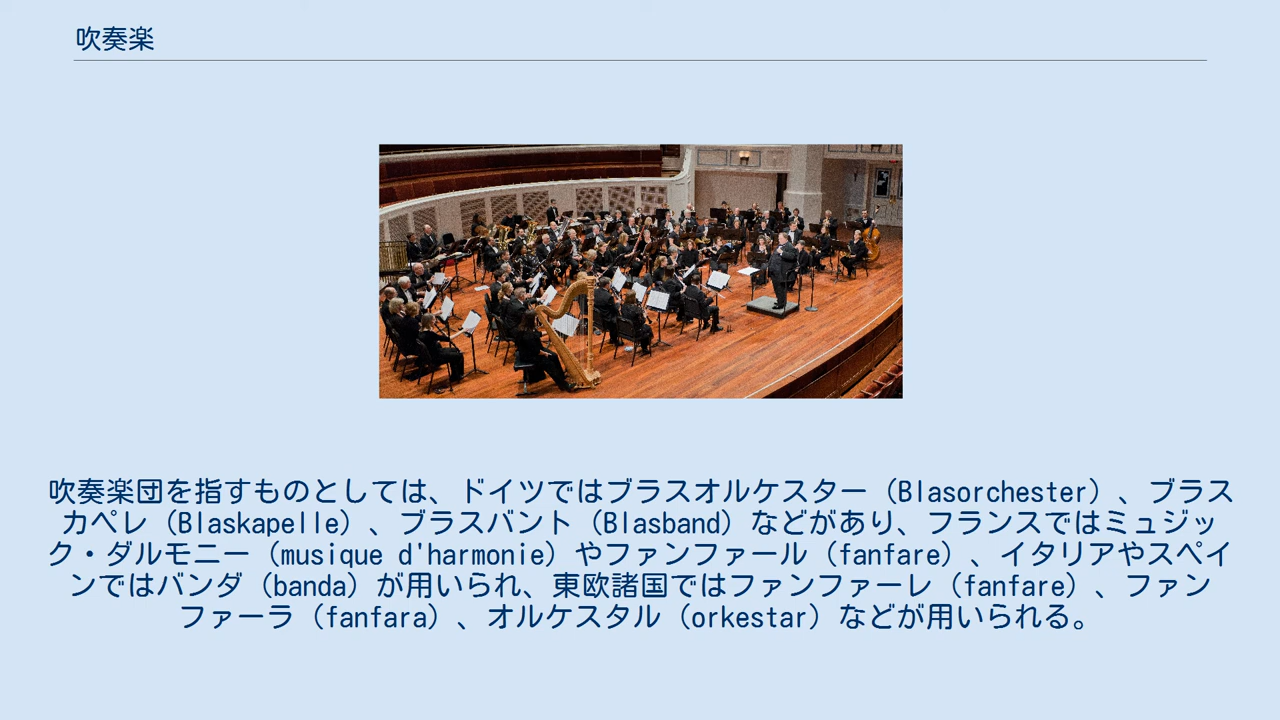 吹奏楽
吹奏楽団を指すものとしては、ドイツではブラスオルケスター（Blasorchester）、ブラス
カペレ（Blaskapelle）、ブラスバント（Blasband）などがあり、フランスではミュジッ
ク・ダルモニー（musique d'harmonie）やファンファール（fanfare）、イタリアやスペイ
ンではバンダ（banda）が用いられ、東欧諸国ではファンファーレ（fanfare）、ファン
ファーラ（fanfara）、オルケスタル（orkestar）などが用いられる。